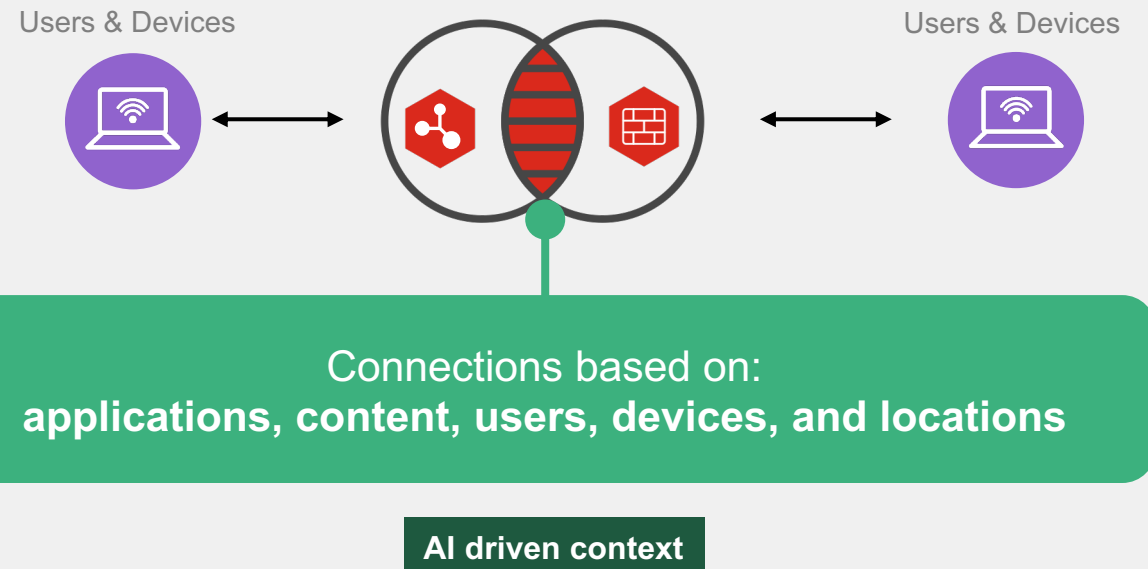 Users & Devices
Users & Devices
Connections based on:
applications, content, users, devices, and locations
AI driven context